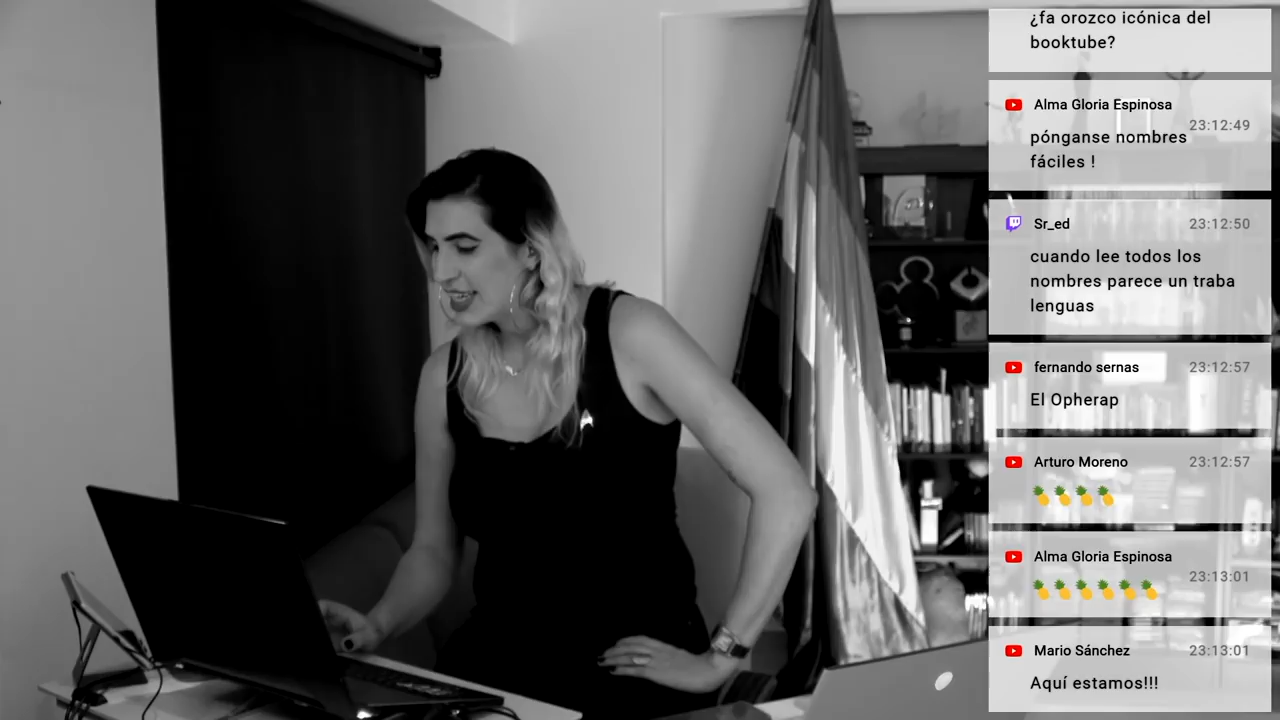 ¿fa orozco icónica del
booktube?
Alma Gloria Espinosa
23:12:49
pónganse nombres
fáciles !
Sr_ed 23:12:50
cuando lee todos los
nombres parece un traba
lenguas
fernando sernas 23:12:57
El Opherap
Arturo Moreno 23:12:57
🍍🍍🍍🍍
Alma Gloria Espinosa
23:13:01
🍍🍍🍍🍍🍍🍍
Mario Sánchez 23:13:01
Aquí estamos!!!